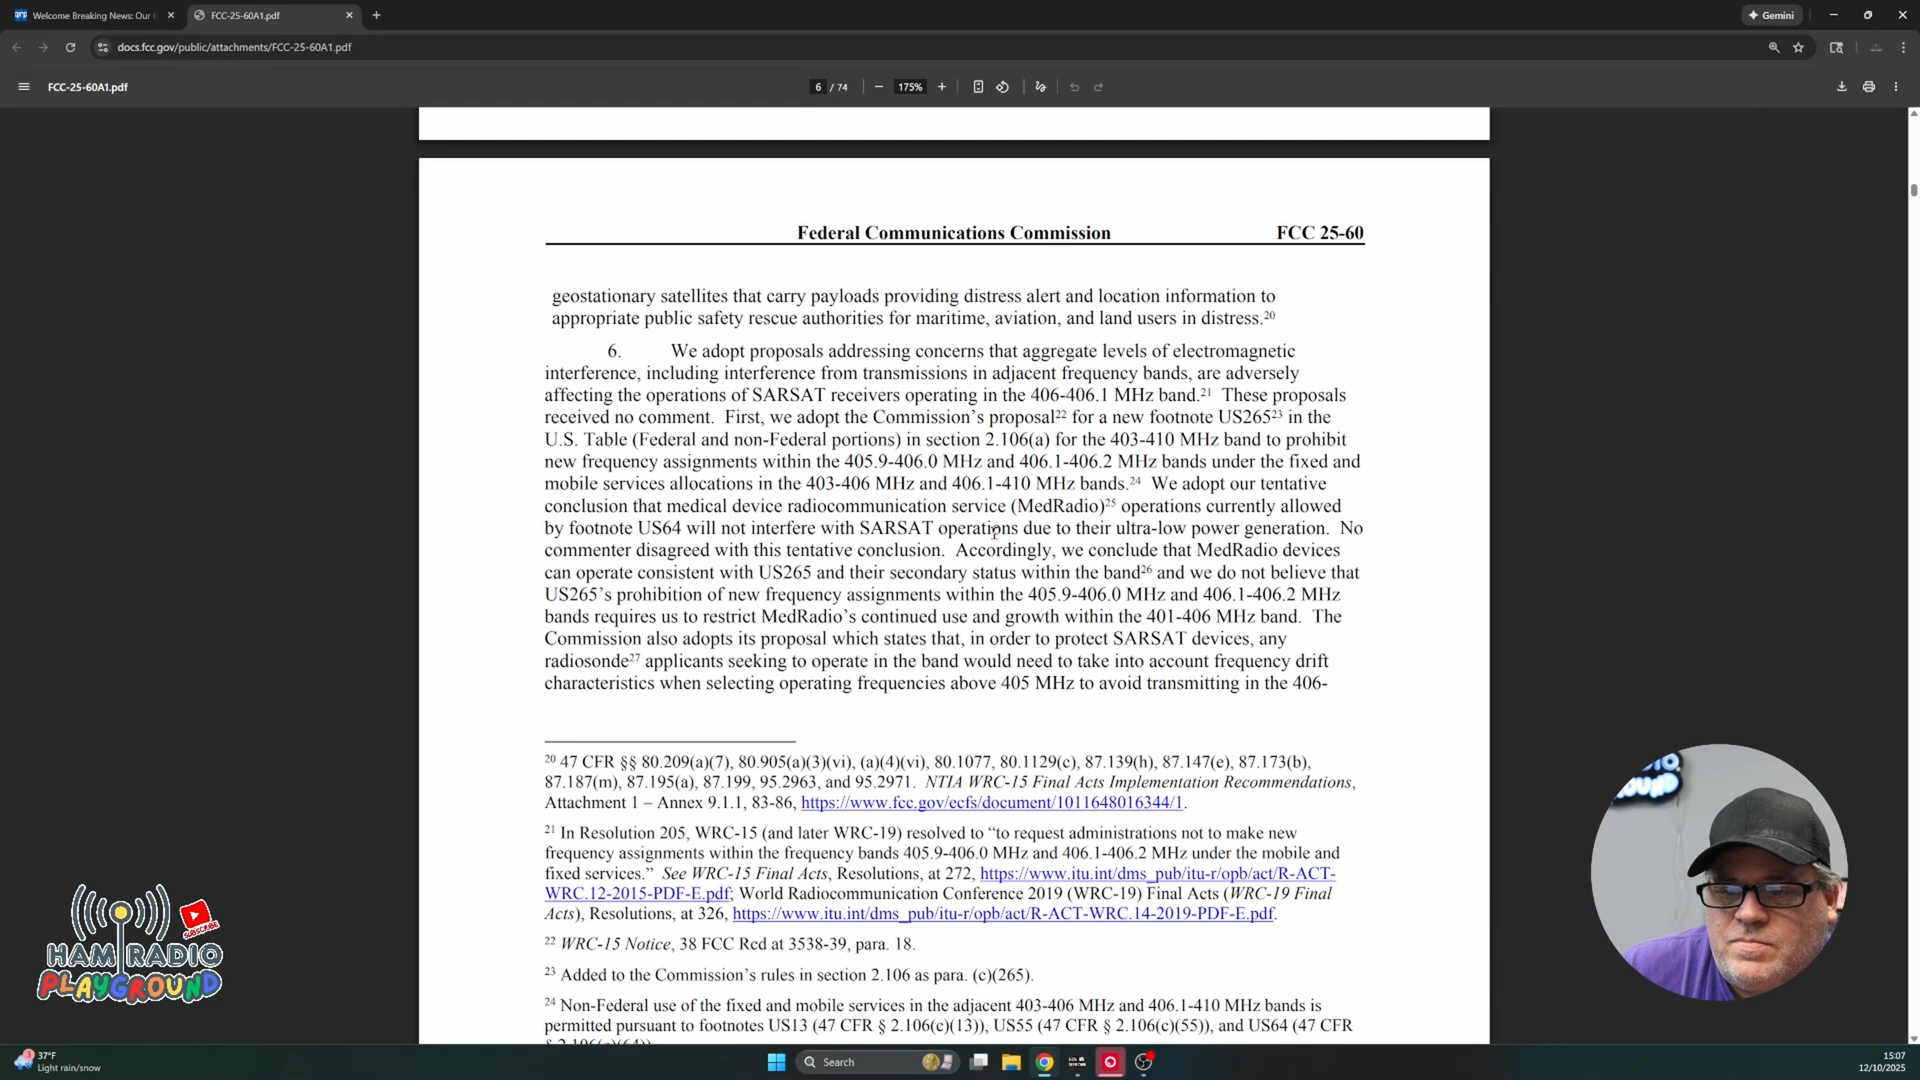 Welcome Breaking News: Our
FCC-25-60A1.pdf
Gemini
docs.fcc.gov/public/attachments/FCC-25-60A1.pdf
FCC-25-60A1.pdf
6 / 74
175%
Federal Communications Commission FCC 25-60
geostationary satellites that carry payloads providing distress alert and location information to
appropriate public safety rescue authorities for maritime, aviation, and land users in distress.20
6. We adopt proposals addressing concerns that aggregate levels of electromagnetic
interference, including interference from transmissions in adjacent frequency bands, are adversely
affecting the operations of SARSAT receivers operating in the 406-406.1 MHz band.21 These proposals
received no comment. First, we adopt the Commission's proposal22 for a new footnote US26523 in the
U.S. Table (Federal and non-Federal portions) in section 2.106(a) for the 403-410 MHz band to prohibit
new frequency assignments within the 405.9-406.0 MHz and 406.1-406.2 MHz bands under the fixed and
mobile services allocations in the 403-406 MHz and 406.1-410 MHz bands.24 We adopt our tentative
conclusion that medical device radiocommunication service (MedRadio)25 operations currently allowed
by footnote US64 will not interfere with SARSAT operations due to their ultra-low power generation. No
commenter disagreed with this tentative conclusion. Accordingly, we conclude that MedRadio devices
can operate consistent with US265 and their secondary status within the band26 and we do not believe that
US265's prohibition of new frequency assignments within the 405.9-406.0 MHz and 406.1-406.2 MHz
bands requires us to restrict MedRadio's continued use and growth within the 401-406 MHz band. The
Commission also adopts its proposal which states that, in order to protect SARSAT devices, any
radiosonde27 applicants seeking to operate in the band would need to take into account frequency drift
characteristics when selecting operating frequencies above 405 MHz to avoid transmitting in the 406-
20 47 CFR §§ 80.209(a)(7), 80.905(a)(3)(vi), (a)(4)(vi), 80.1077, 80.1129(c), 87.139(h), 87.147(e), 87.173(b),
87.187(m), 87.195(a), 87.199, 95.2963, and 95.2971. NTIA WRC-15 Final Acts Implementation Recommendations,
Attachment 1 – Annex 9.1.1, 83-86, https://www.fcc.gov/ecfs/document/1011648016344/1.
21 In Resolution 205, WRC-15 (and later WRC-19) resolved to “to request administrations not to make new
frequency assignments within the frequency bands 405.9-406.0 MHz and 406.1-406.2 MHz under the mobile and
fixed services.” See WRC-15 Final Acts, Resolutions, at 272, https://www.itu.int/dms_pub/itu-r/opb/act/R-ACT-
WRC.12-2015-PDF-E.pdf; World Radiocommunication Conference 2019 (WRC-19) Final Acts (WRC-19 Final
Acts), Resolutions, at 326, https://www.itu.int/dms_pub/itu-r/opb/act/R-ACT-WRC.14-2019-PDF-E.pdf.
22 WRC-15 Notice, 38 FCC Rcd at 3538-39, para. 18.
23 Added to the Commission's rules in section 2.106 as para. (c)(265).
24 Non-Federal use of the fixed and mobile services in the adjacent 403-406 MHz and 406.1-410 MHz bands is
permitted pursuant to footnotes US13 (47 CFR § 2.106(c)(13)), US55 (47 CFR § 2.106(c)(55)), and US64 (47 CFR
§ 2.106(c)(64)).
HAM RADIO
PLAYGROUND
SUBSCRIBE
37°F
Light rain/snow
Search
15:07
12/10/2025